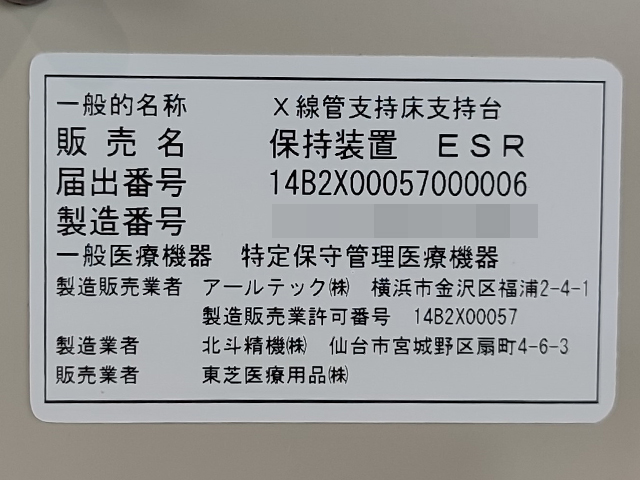 一般的名称 X線管支持床支持台
販売名 保持装置 ESR
届出番号 14B2X00057000006
製造番号
一般医療機器 特定保守管理医療機器
製造販売業者 アールテック㈱ 横浜市金沢区福浦2-4-1
製造販売業許可番号 14B2X00057
製造業者 北斗精機㈱ 仙台市宮城野区扇町4-6-3
販売業者 東芝医療用品㈱